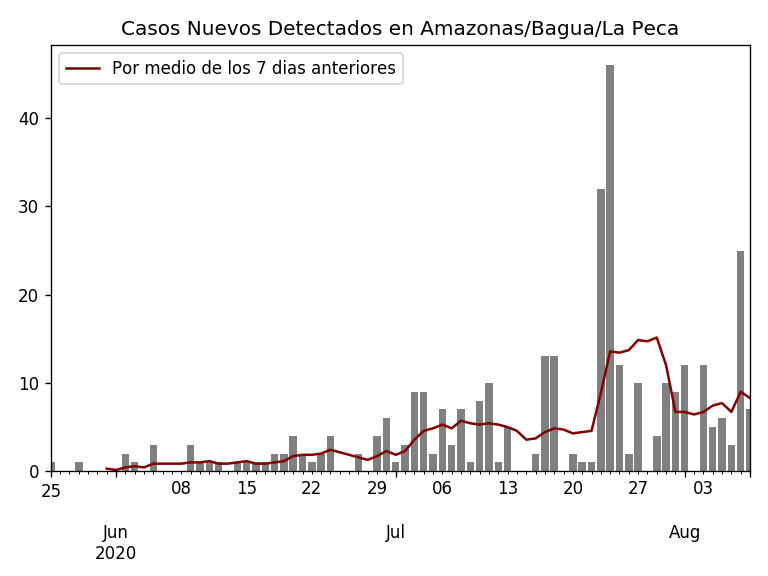 Casos Nuevos Detectados en Amazonas/Bagua/La Peca
Por medio de los 7 dias anteriores
40
30
20
10
0
25 08 15 22 29 06 13 20 27 03
Jun Jul Aug
2020